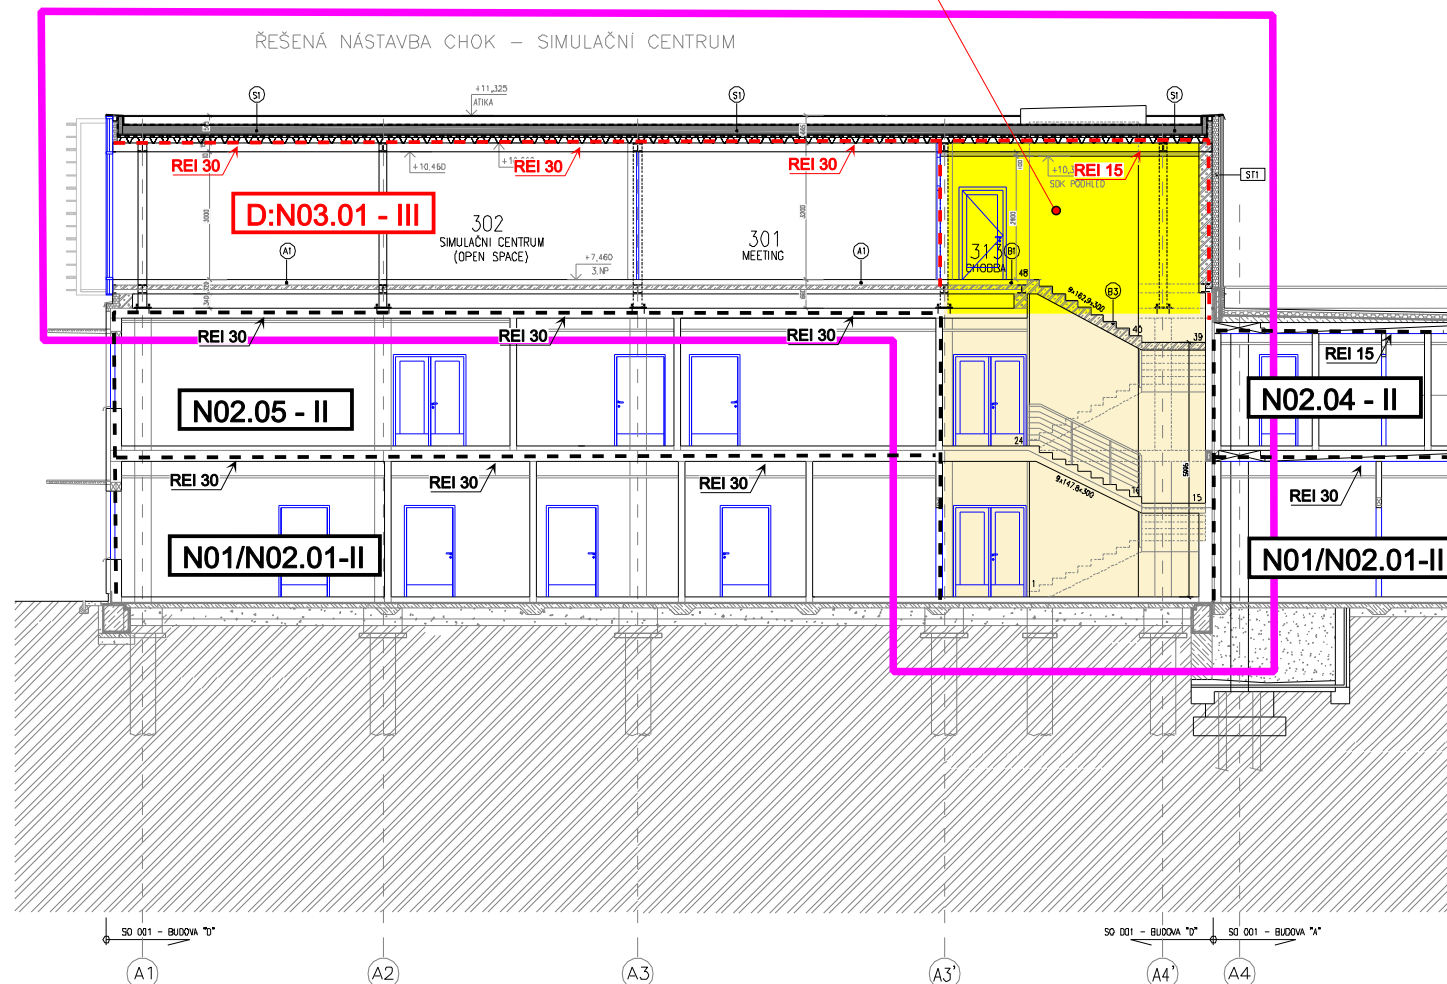 ŘEŠENÁ NÁSTAVBA CHOK – SIMULAČNÍ CENTRUM
+11,325
ATIKA
S1
S1
S1
REI 30
REI 30
REI 30
REI 15
+10,460
SDK PODHLED
ST1
D:N03.01 - III
302
SIMULAČNÍ CENTRUM
(OPEN SPACE)
301
MEETING
313
CHODBA
A1
A1
B1
+7,460
3.NP
48
9x162,9x300
B3
40
39
REI 30
REI 30
REI 30
REI 15
N02.05 - II
N02.04 - II
24
REI 30
REI 30
REI 30
REI 30
9x147,8x300
16
15
N01/N02.01-II
N01/N02.01-II
1
SO 001 - BUDOVA "D"
SO 001 - BUDOVA "D"
SO 001 - BUDOVA "A"
A1
A2
A3
A3'
A4'
A4